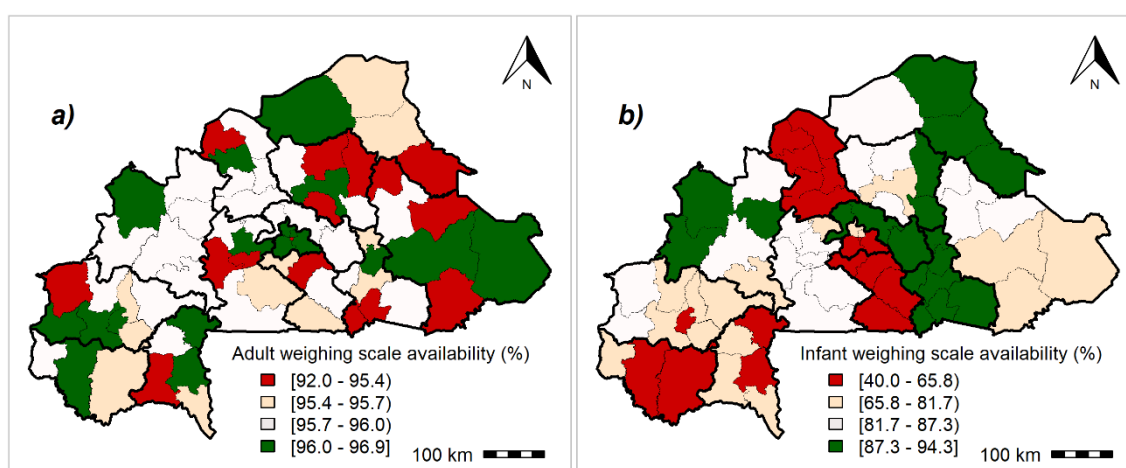 a)
N
Adult weighing scale availability (%)
[92.0 - 95.4)
[95.4 - 95.7)
[95.7 - 96.0)
[96.0 - 96.9]
100 km
b)
N
Infant weighing scale availability (%)
[40.0 - 65.8)
[65.8 - 81.7)
[81.7 - 87.3)
[87.3 - 94.3]
100 km